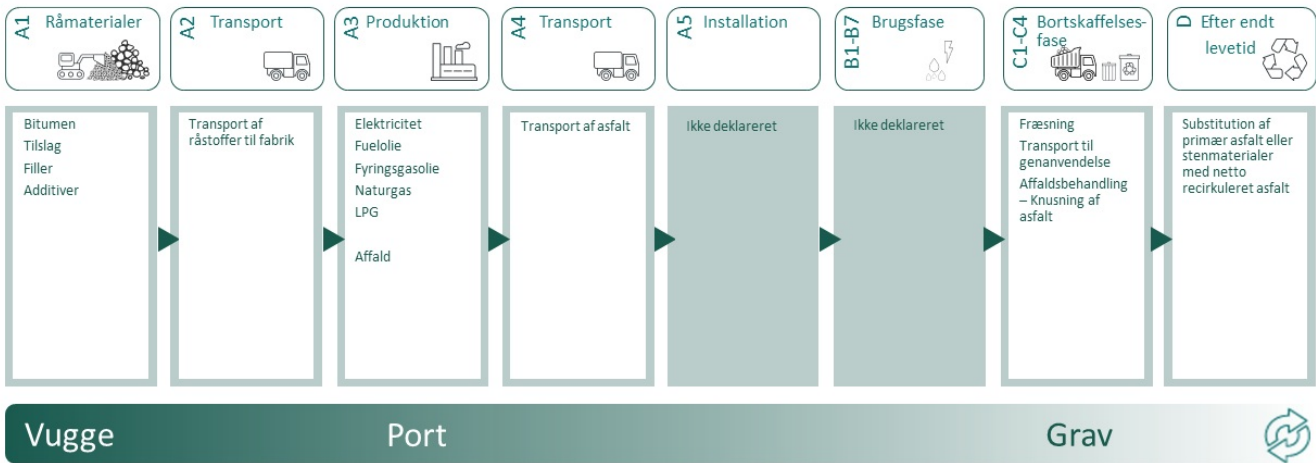 A1 Råmaterialer
A2 Transport
A3 Produktion
A4 Transport
A5 Installation
B1-B7 Brugsfase
C1-C4 Bortskaffelses-
fase
D Efter endt
levetid
Bitumen
Tilslag
Filler
Additiver
Transport af
råstoffer til fabrik
Elektricitet
Fuelolie
Fyringsgasolie
Naturgas
LPG
Affald
Transport af asfalt
Ikke deklareret
Ikke deklareret
Fræsning
Transport til
genanvendelse
Affaldsbehandling
– Knusning af
asfalt
Substitution af
primær asfalt eller
stenmaterialer
med netto
recirkuleret asfalt
Vugge
Port
Grav